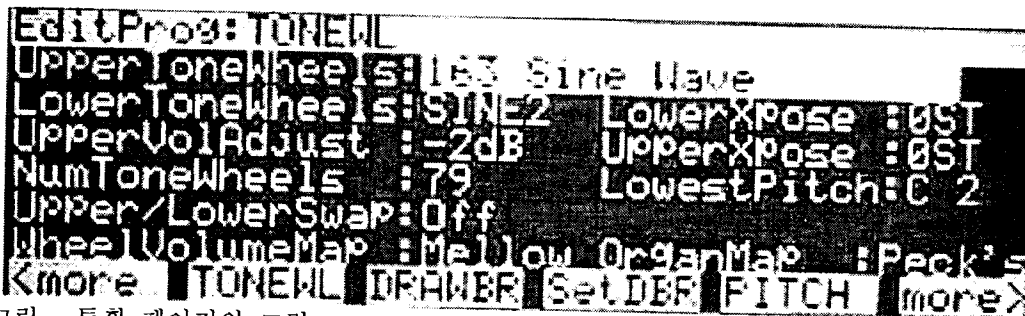 EditProg:TONEWL
UpperToneWheels:163 Sine Wave
LowerToneWheels:SINE2 LowerXpose :0ST
UpperVolAdjust :-2dB UpperXpose :0ST
NumToneWheels :79 LowestPitch:C 2
Upper/LowerSwap:Off
WheelVolumeMap :Mellow OrganMap :Peck's
<more TONEWL DRAWBR SetDBR PITCH more>